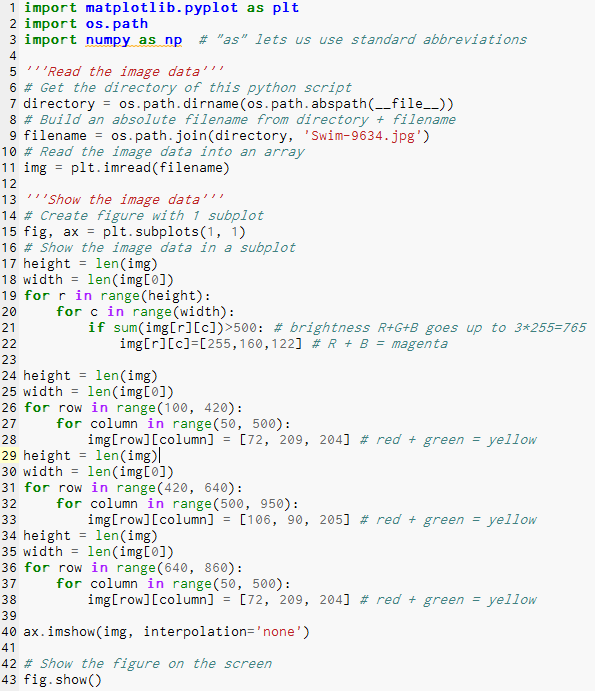 1 import matplotlib.pyplot as plt
2 import os.path
3 import numpy as np  # "as" lets us use standard abbreviations
4
5 '''Read the image data'''
6 # Get the directory of this python script
7 directory = os.path.dirname(os.path.abspath(__file__))
8 # Build an absolute filename from directory + filename
9 filename = os.path.join(directory, 'Swim-9634.jpg')
10 # Read the image data into an array
11 img = plt.imread(filename)
12
13 '''Show the image data'''
14 # Create figure with 1 subplot
15 fig, ax = plt.subplots(1, 1)
16 # Show the image data in a subplot
17 height = len(img)
18 width = len(img[0])
19 for r in range(height):
20     for c in range(width):
21         if sum(img[r][c])>500: # brightness R+G+B goes up to 3*255=765
22             img[r][c]=[255,160,122] # R + B = magenta
23
24 height = len(img)
25 width = len(img[0])
26 for row in range(100, 420):
27     for column in range(50, 500):
28         img[row][column] = [72, 209, 204] # red + green = yellow
29 height = len(img)
30 width = len(img[0])
31 for row in range(420, 640):
32     for column in range(500, 950):
33         img[row][column] = [106, 90, 205] # red + green = yellow
34 height = len(img)
35 width = len(img[0])
36 for row in range(640, 860):
37     for column in range(50, 500):
38         img[row][column] = [72, 209, 204] # red + green = yellow
39
40 ax.imshow(img, interpolation='none')
41
42 # Show the figure on the screen
43 fig.show()